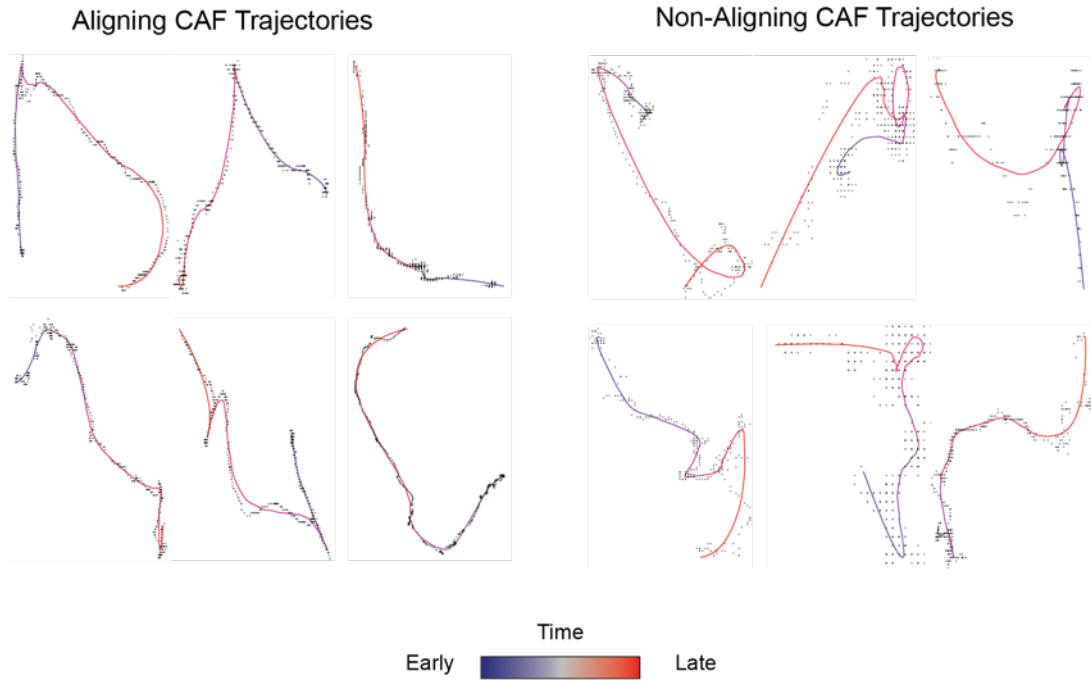 Aligning CAF Trajectories
Non-Aligning CAF Trajectories
Time
Early
Late